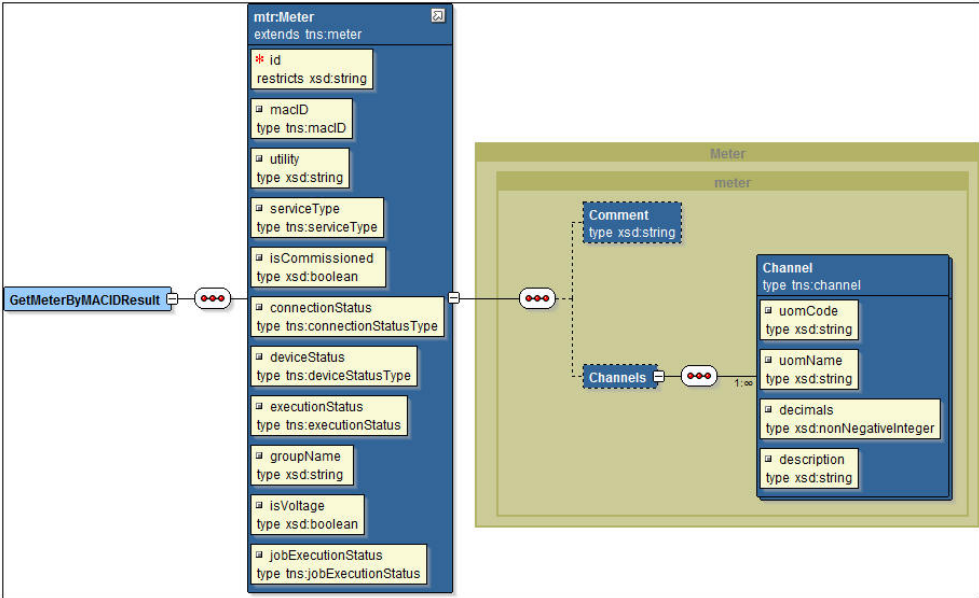 GetMeterByMACIDResult
mtr:Meter
extends tns:meter
* id
restricts xsd:string
macID
type tns:macID
utility
type xsd:string
serviceType
type tns:serviceType
isCommissioned
type xsd:boolean
connectionStatus
type tns:connectionStatusType
deviceStatus
type tns:deviceStatusType
executionStatus
type tns:executionStatus
groupName
type xsd:string
isVoltage
type xsd:boolean
jobExecutionStatus
type tns:jobExecutionStatus
Meter
meter
Comment
type xsd:string
Channels
1:∞
Channel
type tns:channel
uomCode
type xsd:string
uomName
type xsd:string
decimals
type xsd:nonNegativeInteger
description
type xsd:string